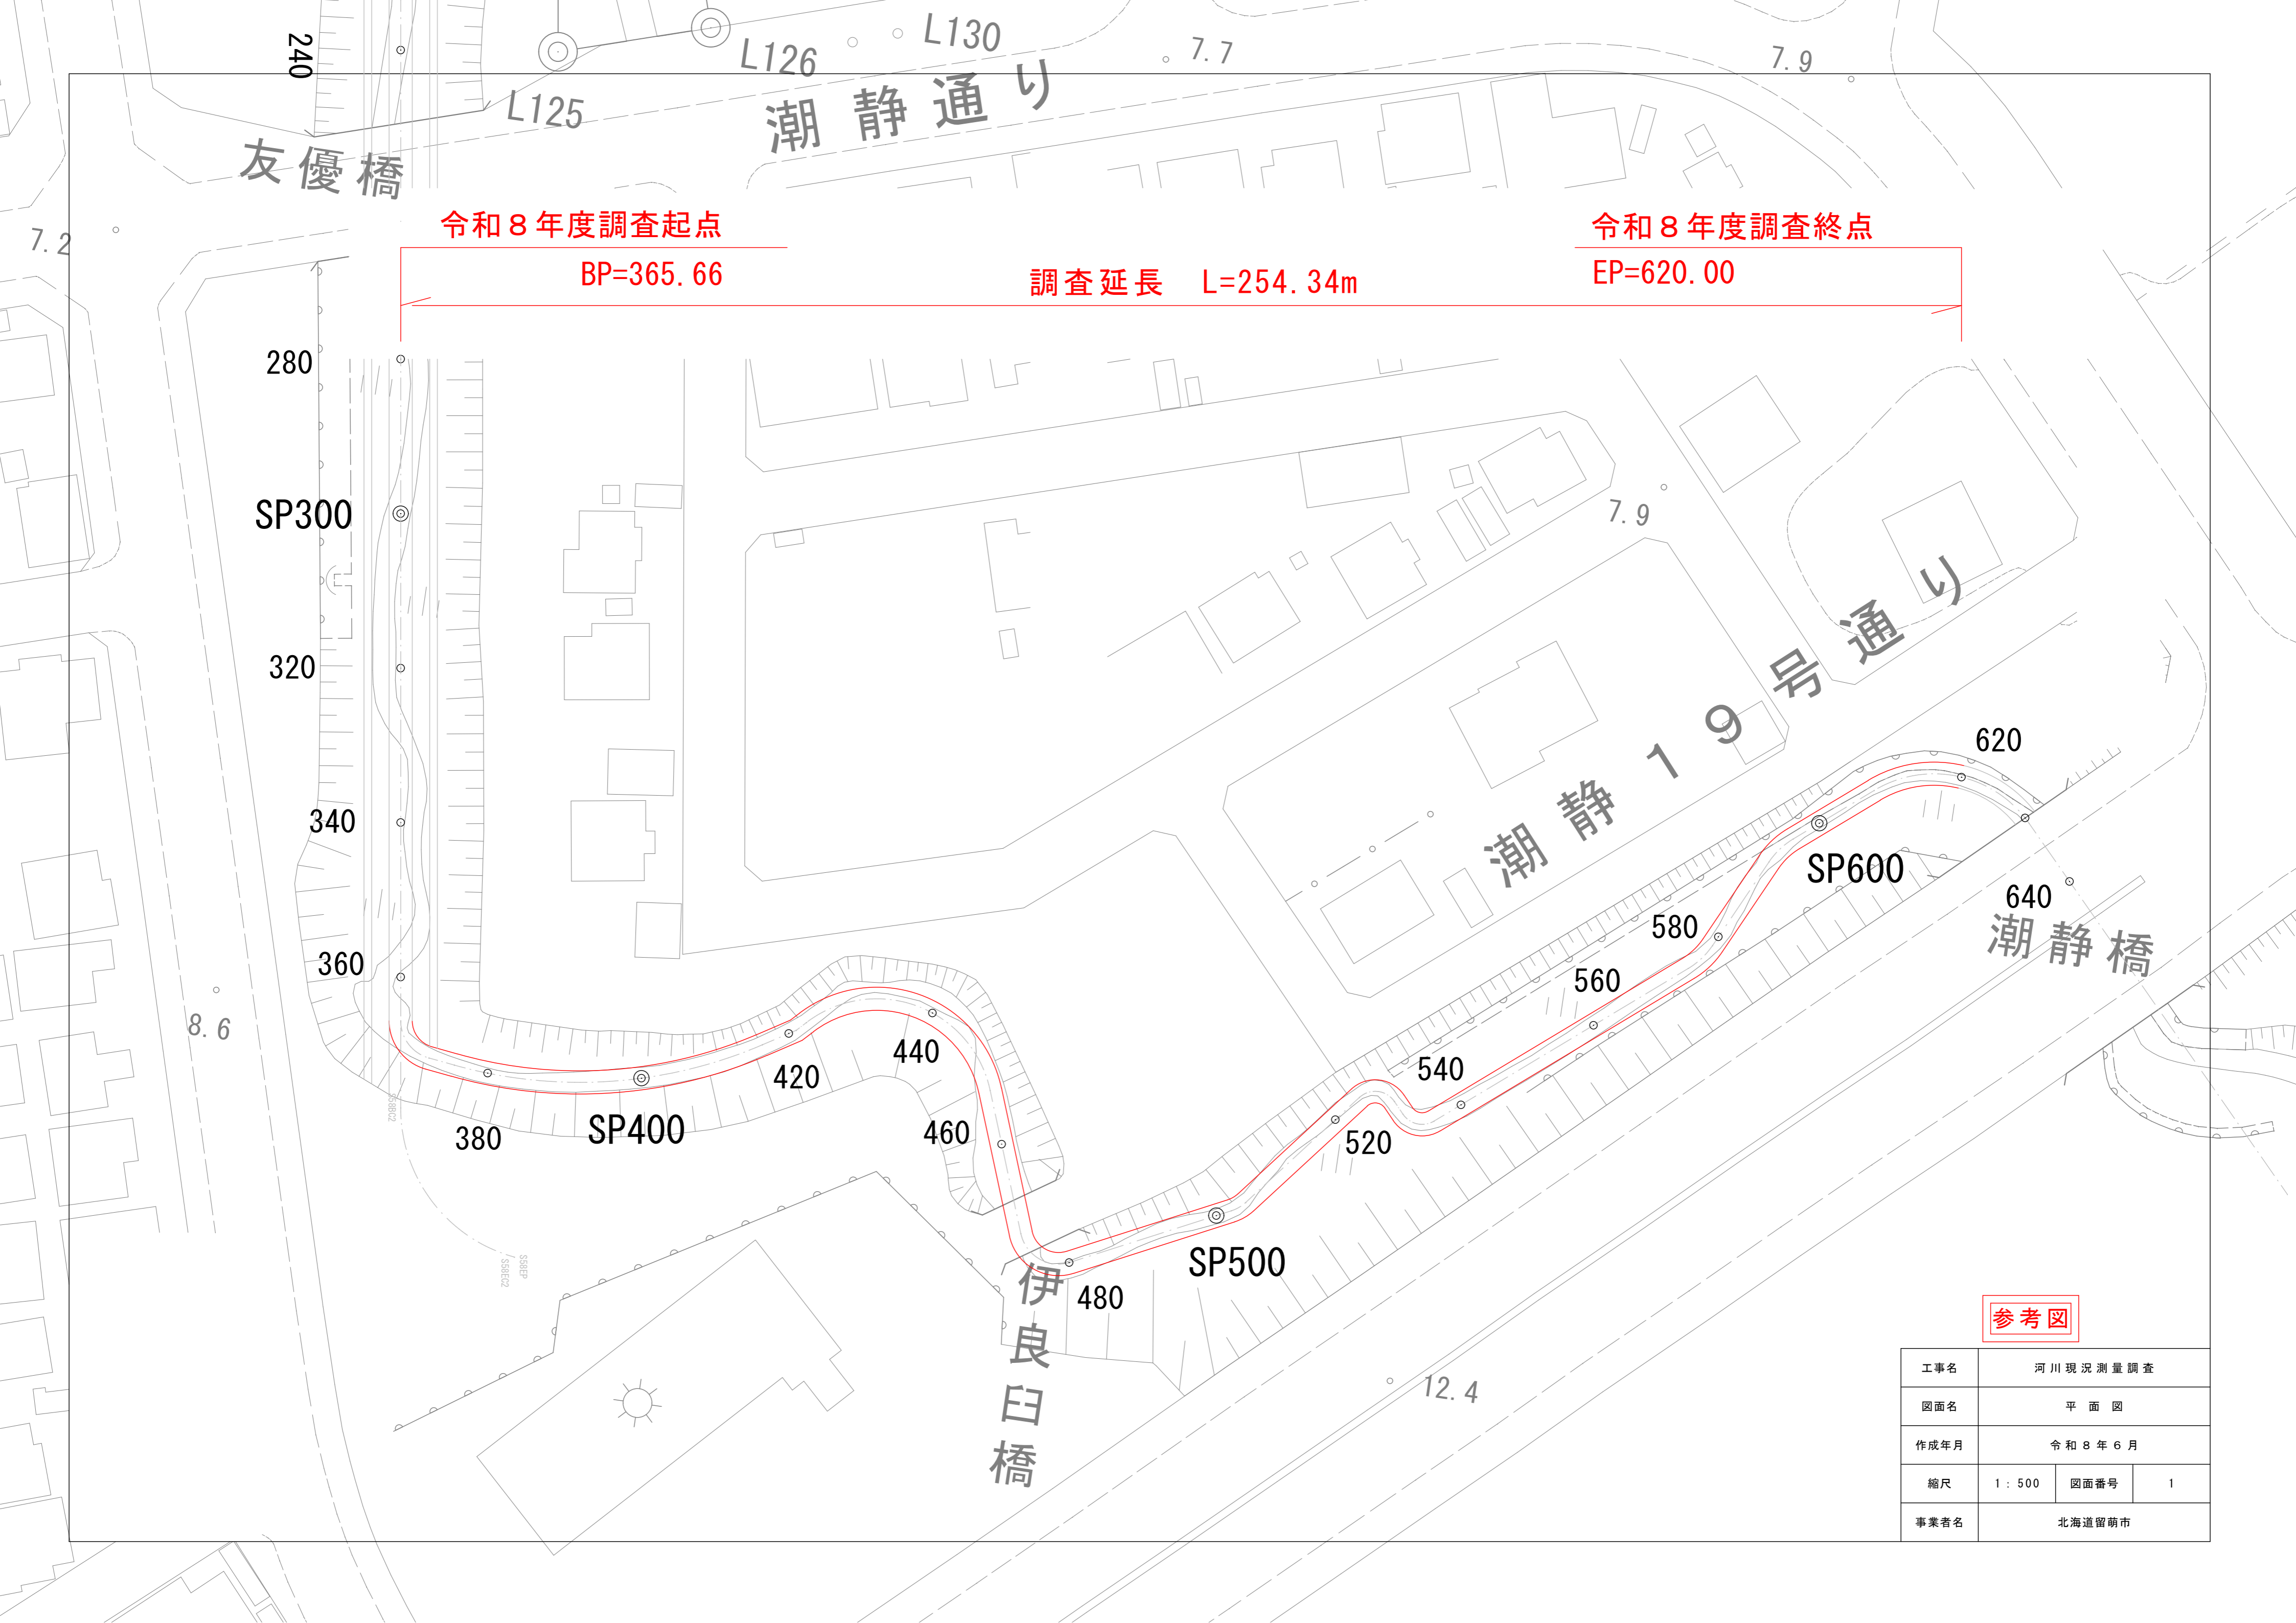 240
L126
L130
7.7
7.9
L125
潮静通り
友優橋
7.2
令和８年度調査起点
BP=365.66
調査延長 L=254.34m
令和８年度調査終点
EP=620.00
280
SP300
7.9
320
340
360
8.6
潮静１９号通り
620
SP600
640
潮静橋
580
560
540
520
440
420
460
SP400
380
S58BC2
S58EP
S58EC2
SP500
480
伊良臼橋
12.4
参考図
工事名 河川現況測量調査
図面名 平面図
作成年月 令和８年６月
縮尺 1：500 図面番号 1
事業者名 北海道留萌市